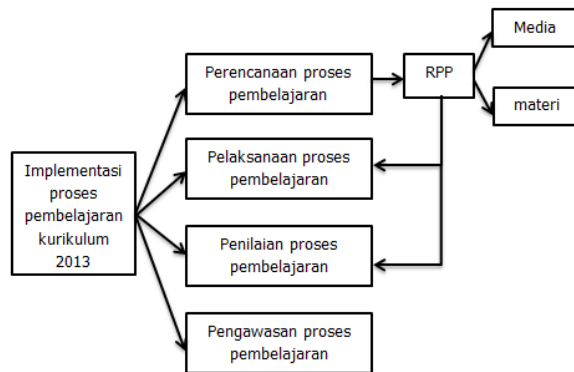 Implementasi
proses
pembelajaran
kurikulum
2013
Perencanaan proses
pembelajaran
RPP
Media
materi
Pelaksanaan proses
pembelajaran
Penilaian proses
pembelajaran
Pengawasan proses
pembelajaran